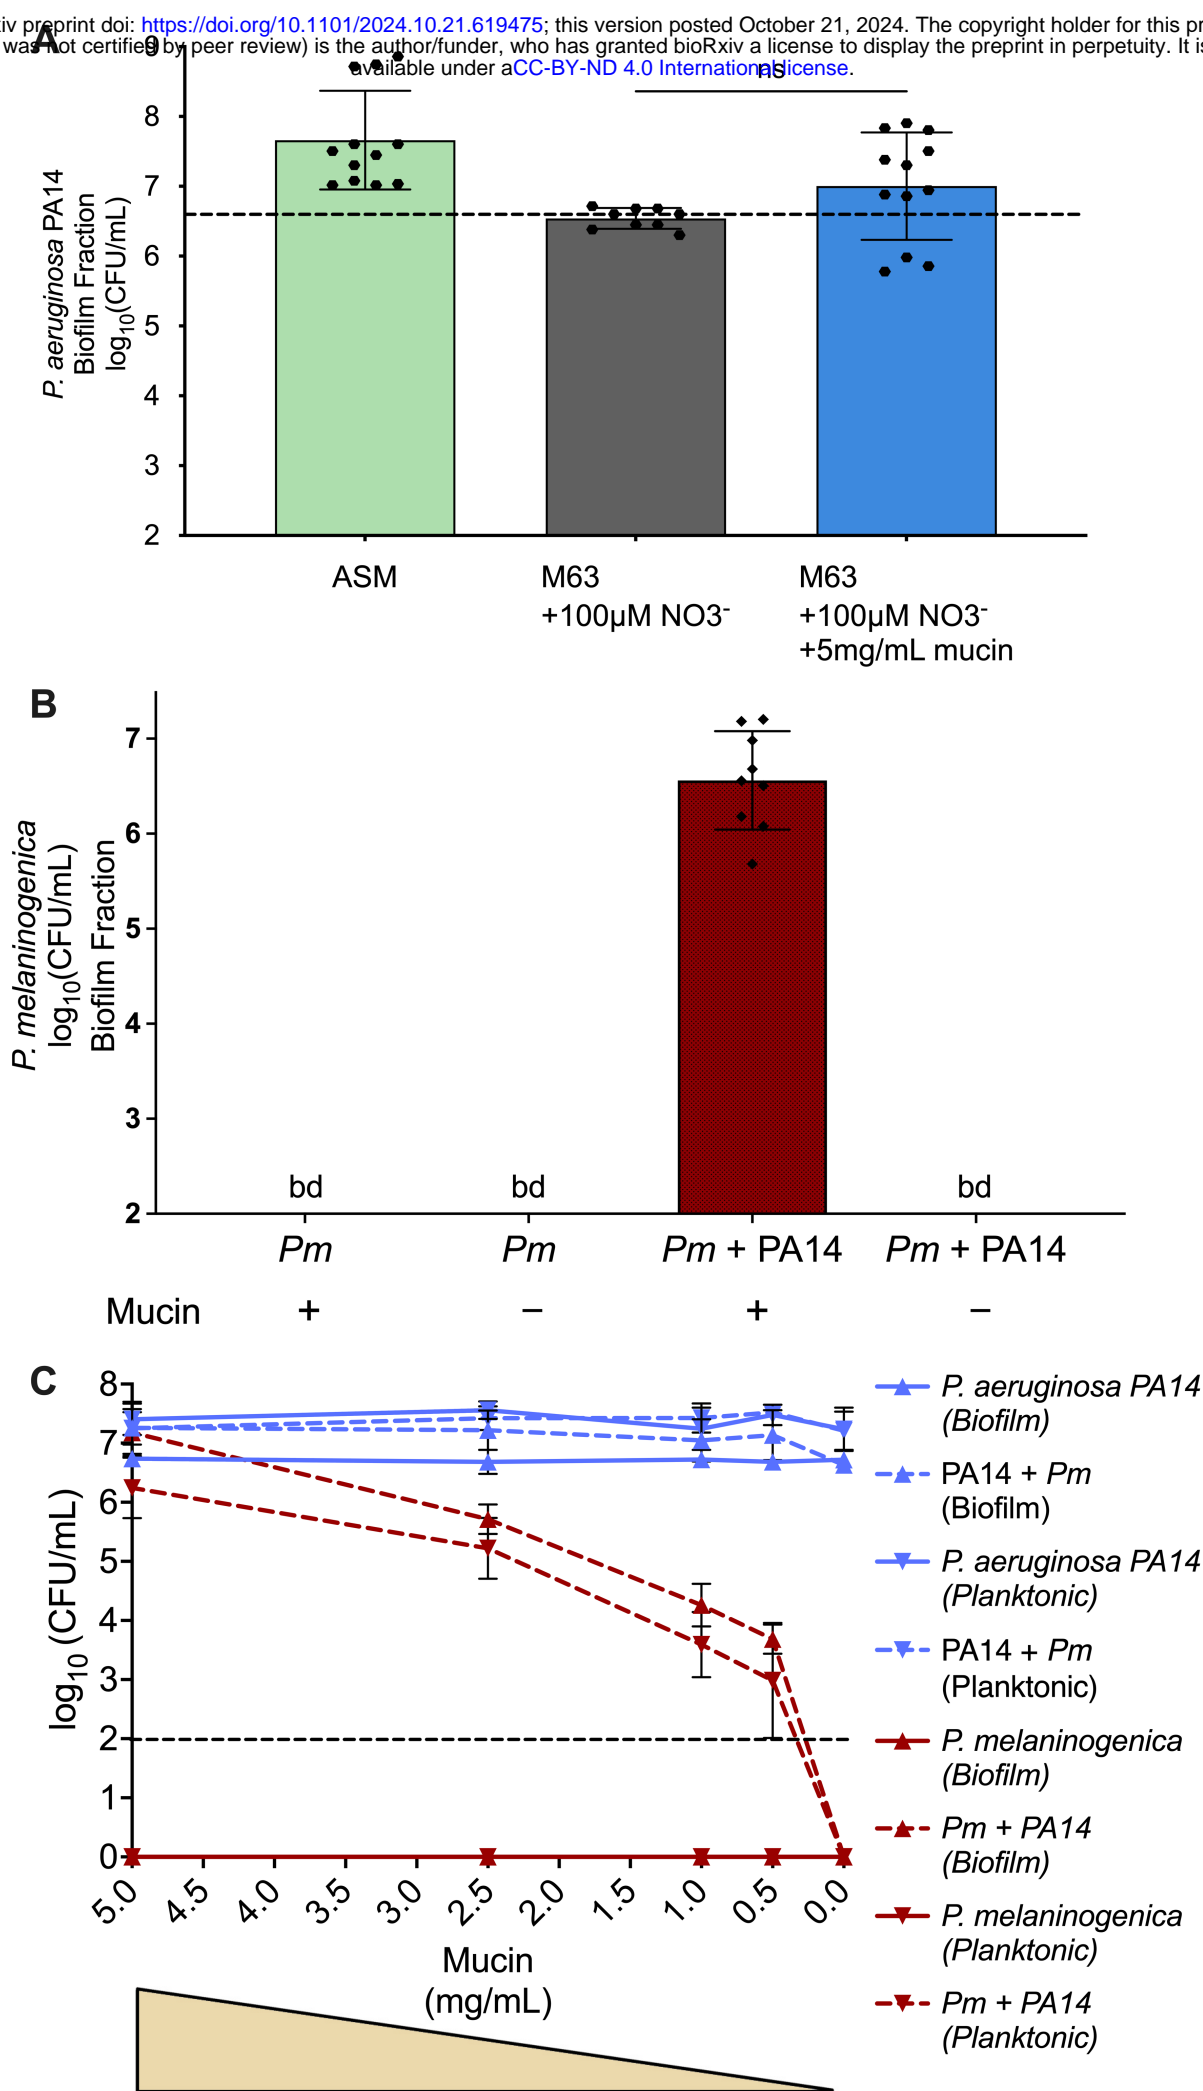 iv preprint doi: https://doi.org/10.1101/2024.10.21.619475; this version posted October 21, 2024. The copyright holder for this pr
was not certified by peer review) is the author/funder, who has granted bioRxiv a license to display the preprint in perpetuity. It is
available under aCC-BY-ND 4.0 International license.
A
ns
9
8
7
6
5
4
3
2
P. aeruginosa PA14
Biofilm Fraction
log10(CFU/mL)
ASM
M63
+100µM NO3-
M63
+100µM NO3-
+5mg/mL mucin
B
7
6
5
4
3
2
P. melaninogenica
log10(CFU/mL)
Biofilm Fraction
bd
bd
bd
Pm
Pm
Pm + PA14
Pm + PA14
Mucin + − + −
C
8
7
6
5
4
3
2
1
0
log10 (CFU/mL)
5.0
4.5
4.0
3.5
3.0
2.5
2.0
1.5
1.0
0.5
0.0
Mucin
(mg/mL)
P. aeruginosa PA14
(Biofilm)
PA14 + Pm
(Biofilm)
P. aeruginosa PA14
(Planktonic)
PA14 + Pm
(Planktonic)
P. melaninogenica
(Biofilm)
Pm + PA14
(Biofilm)
P. melaninogenica
(Planktonic)
Pm + PA14
(Planktonic)